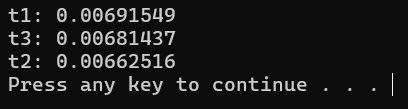 t1: 0.00691549
t3: 0.00681437
t2: 0.00662516
Press any key to continue . . .